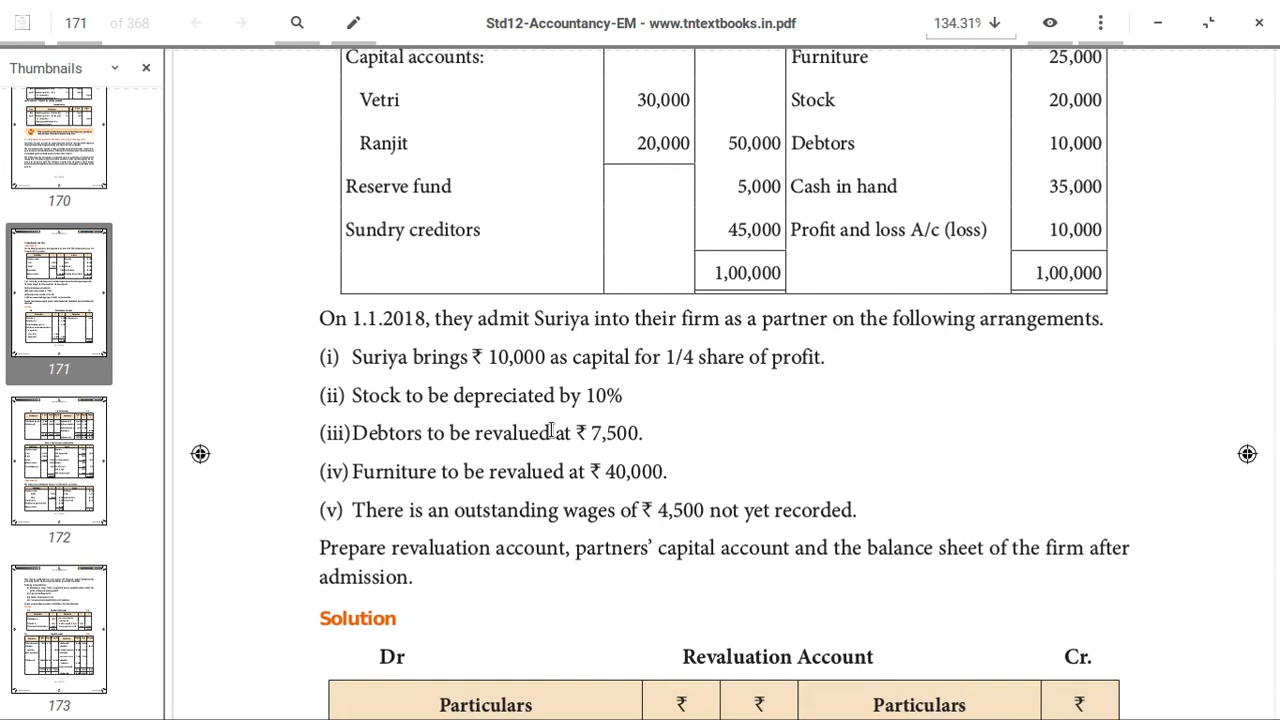 171 of 368
Std12-Accountancy-EM - www.tntextbooks.in.pdf
134.31%
Thumbnails
170
171
172
173
Capital accounts: Furniture 25,000
Vetri 30,000 Stock 20,000
Ranjit 20,000 50,000 Debtors 10,000
Reserve fund 5,000 Cash in hand 35,000
Sundry creditors 45,000 Profit and loss A/c (loss) 10,000
1,00,000 1,00,000
On 1.1.2018, they admit Suriya into their firm as a partner on the following arrangements.
(i) Suriya brings ₹ 10,000 as capital for 1/4 share of profit.
(ii) Stock to be depreciated by 10%
(iii) Debtors to be revalued at ₹ 7,500.
(iv) Furniture to be revalued at ₹ 40,000.
(v) There is an outstanding wages of ₹ 4,500 not yet recorded.
Prepare revaluation account, partners’ capital account and the balance sheet of the firm after
admission.
Solution
Dr Revaluation Account Cr.
Particulars ₹ ₹ Particulars ₹